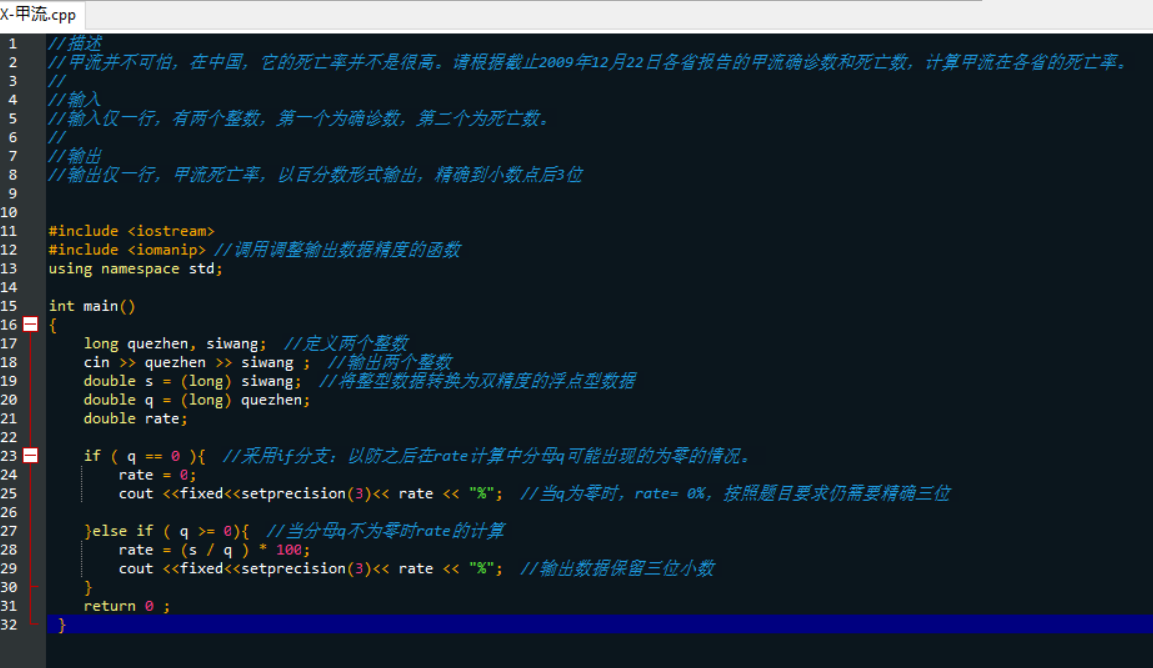 X-甲流.cpp
1 //描述
2 //甲流并不可怕，在中国，它的死亡率并不是很高。请根据截止2009年12月22日各省报告的甲流确诊数和死亡数，计算甲流在各省的死亡率。
3 //
4 //输入
5 //输入仅一行，有两个整数，第一个为确诊数，第二个为死亡数。
6 //
7 //输出
8 //输出仅一行，甲流死亡率，以百分数形式输出，精确到小数点后3位
9
10
11 #include <iostream>
12 #include <iomanip> //调用调整输出数据精度的函数
13 using namespace std;
14
15 int main()
16 {
17 long quezhen, siwang; //定义两个整数
18 cin >> quezhen >> siwang ; //输出两个整数
19 double s = (long) siwang; //将整型数据转换为双精度的浮点型数据
20 double q = (long) quezhen;
21 double rate;
22
23 if ( q == 0 ){ //采用if分支：以防之后在rate计算中分母q可能出现的为零的情况。
24 rate = 0;
25 cout <<fixed<<setprecision(3)<< rate << "%"; //当q为零时，rate= 0%，按照题目要求仍需要精确三位
26
27 }else if ( q >= 0){ //当分母q不为零时rate的计算
28 rate = (s / q ) * 100;
29 cout <<fixed<<setprecision(3)<< rate << "%"; //输出数据保留三位小数
30 }
31 return 0 ;
32 }